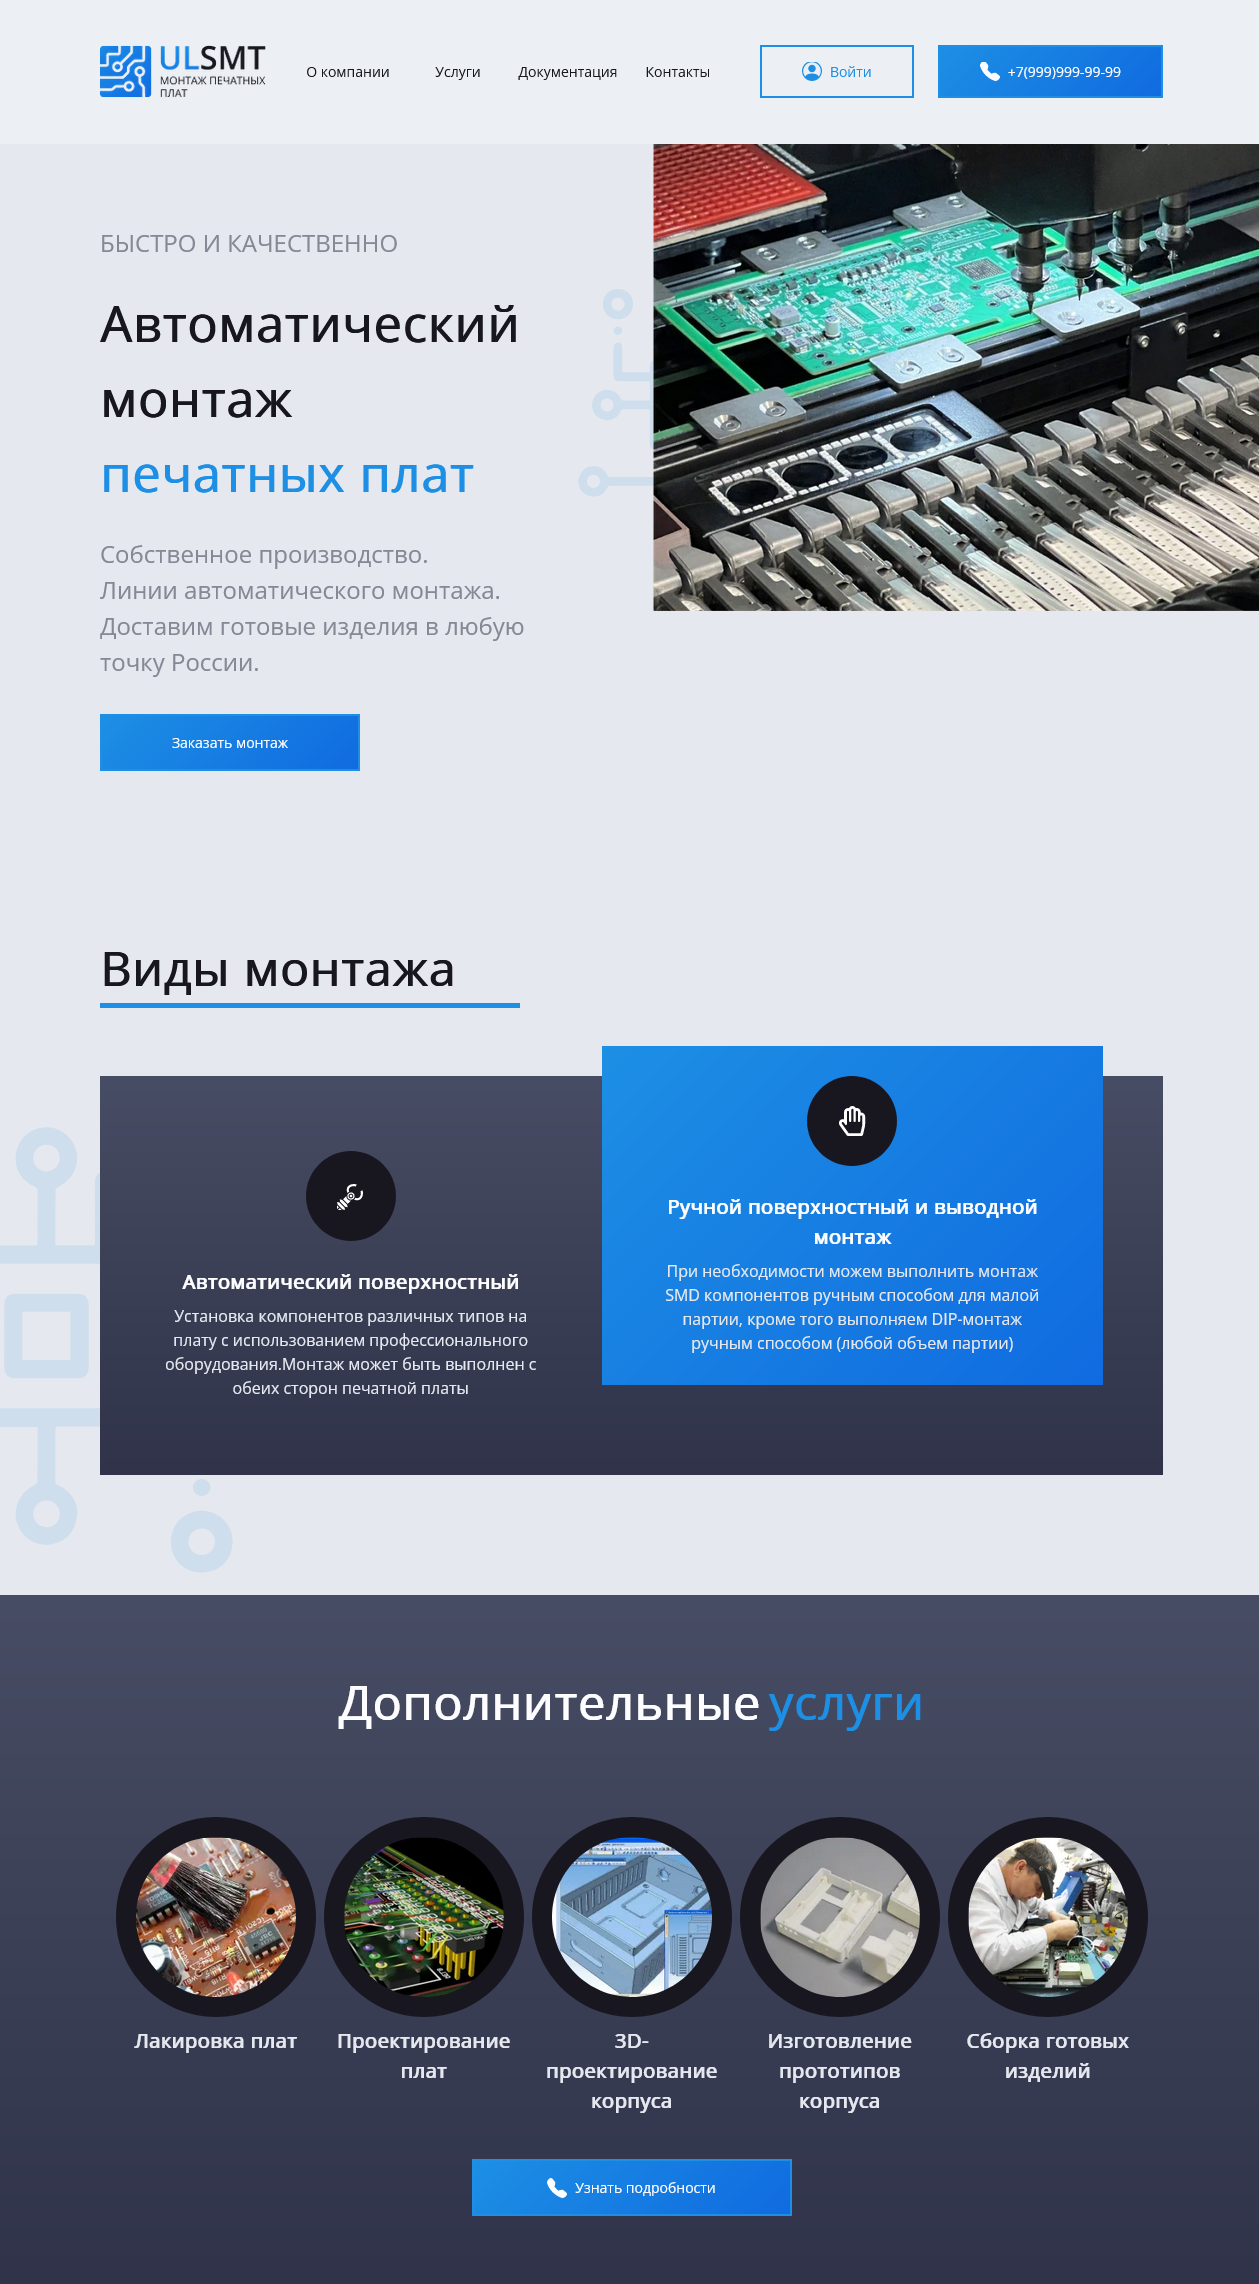 ULSMT
МОНТАЖ ПЕЧАТНЫХ
ПЛАТ
О компании
Услуги
Документация
Контакты
Войти
+7(999)999-99-99
БЫСТРО И КАЧЕСТВЕННО
Автоматический
монтаж
печатных плат
Собственное производство.
Линии автоматического монтажа.
Доставим готовые изделия в любую
точку России.
Заказать монтаж
Виды монтажа
Автоматический поверхностный
Установка компонентов различных типов на
плату с использованием профессионального
оборудования.Монтаж может быть выполнен с
обеих сторон печатной платы
Ручной поверхностный и выводной
монтаж
При необходимости можем выполнить монтаж
SMD компонентов ручным способом для малой
партии, кроме того выполняем DIP-монтаж
ручным способом (любой объем партии)
Дополнительные услуги
Лакировка плат
Проектирование
плат
3D-
проектирование
корпуса
Изготовление
прототипов
корпуса
Сборка готовых
изделий
Узнать подробности